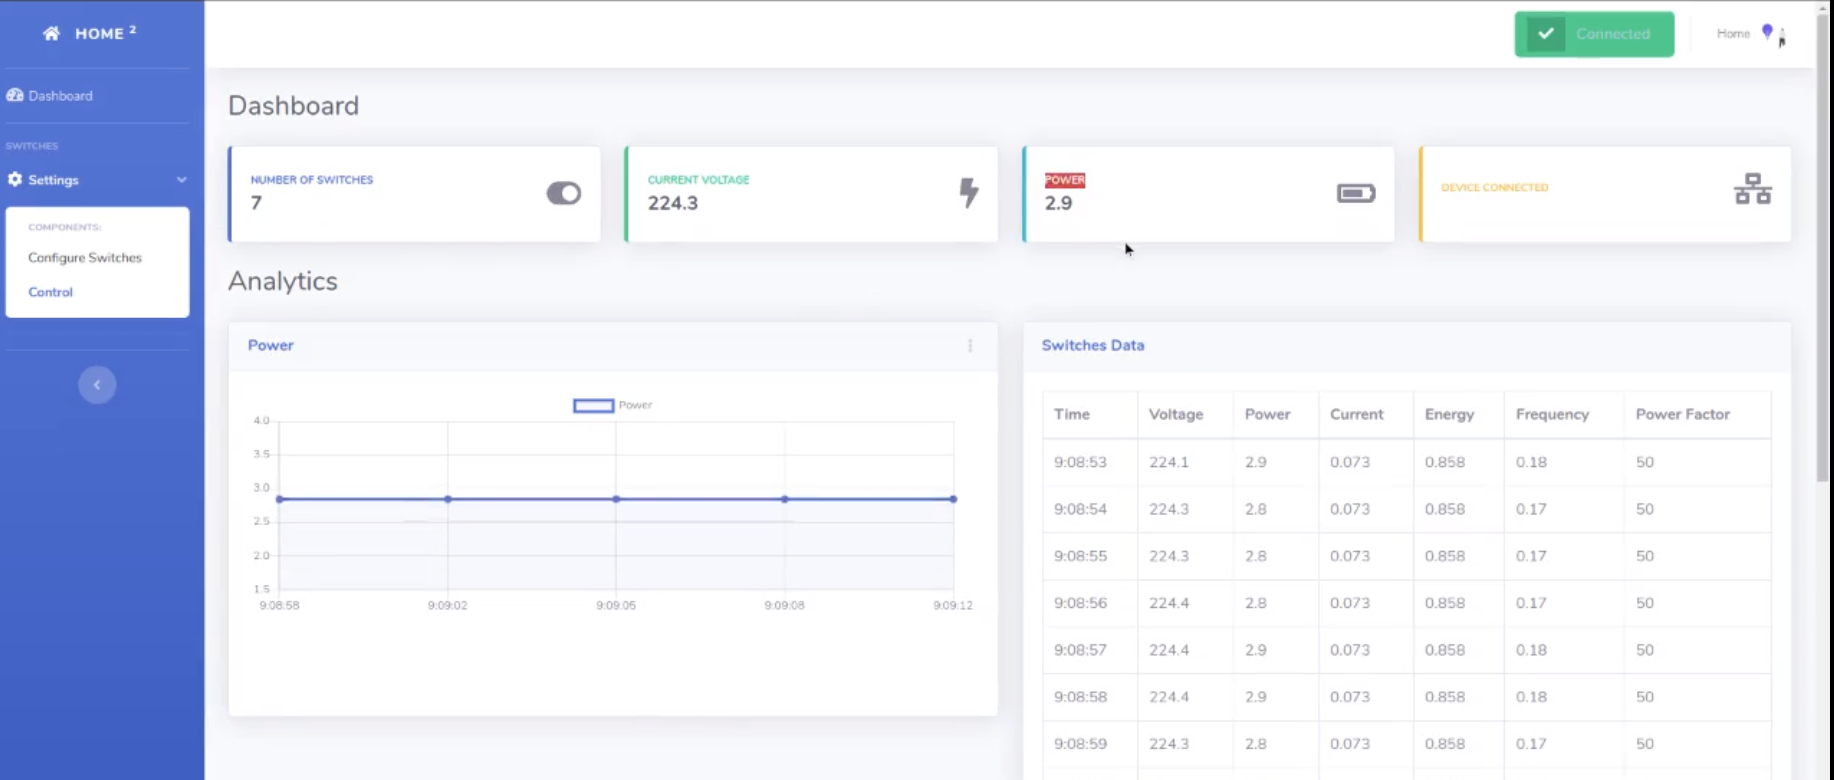 HOME ²
Connected
Home
Dashboard
SWITCHES
Settings
COMPONENTS:
Configure Switches
Control
Dashboard
NUMBER OF SWITCHES
7
CURRENT VOLTAGE
224.3
POWER
2.9
DEVICE CONNECTED
Analytics
Power
Power
4.0
3.5
3.0
2.5
2.0
1.5
9:08:58 9:09:02 9:09:05 9:09:08 9:09:12
Switches Data
Time Voltage Power Current Energy Frequency Power Factor
9:08:53 224.1 2.9 0.073 0.858 0.18 50
9:08:54 224.3 2.8 0.073 0.858 0.17 50
9:08:55 224.3 2.8 0.073 0.858 0.17 50
9:08:56 224.4 2.8 0.073 0.858 0.17 50
9:08:57 224.4 2.9 0.073 0.858 0.18 50
9:08:58 224.4 2.9 0.073 0.858 0.18 50
9:08:59 224.3 2.8 0.073 0.858 0.17 50